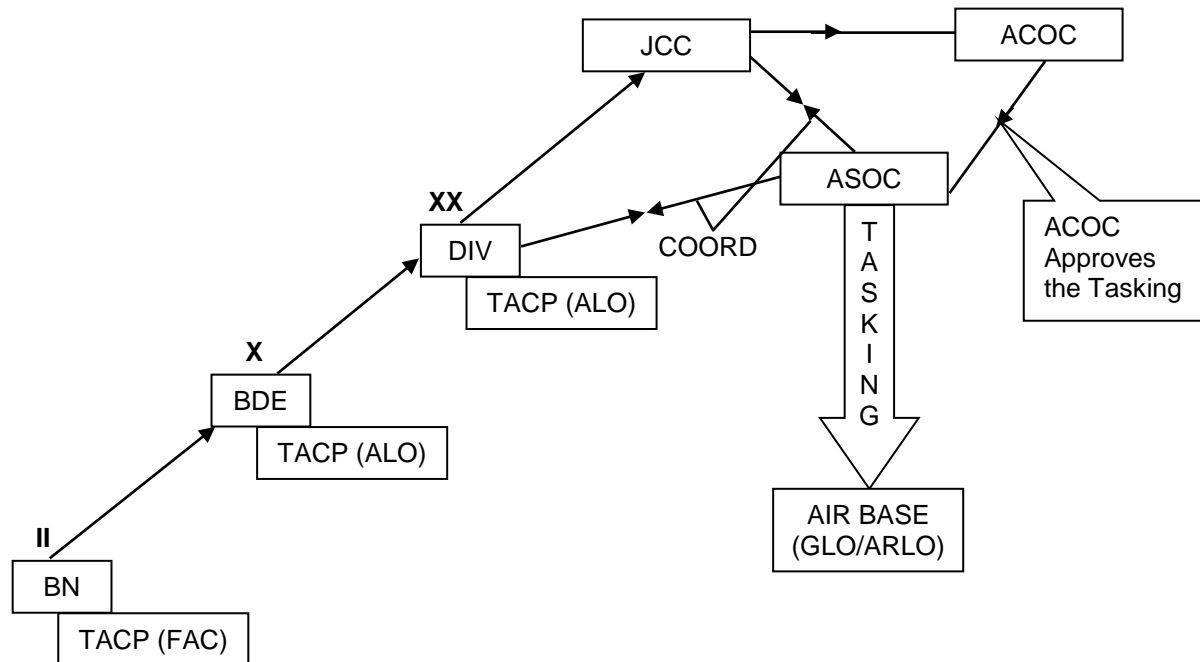 JCC
ACOC
ASOC
XX
DIV
COORD
TACP (ALO)
T
A
S
K
I
N
G
ACOC
Approves
the Tasking
X
BDE
TACP (ALO)
AIR BASE
(GLO/ARLO)
II
BN
TACP (FAC)